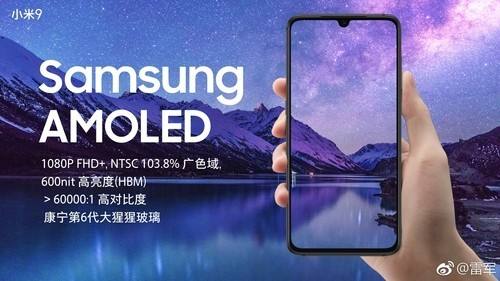 小米9
Samsung
AMOLED
1080P FHD+, NTSC 103.8% 广色域,
600nit 高亮度(HBM)
> 60000:1 高对比度
康宁第6代大猩猩玻璃
@雷军